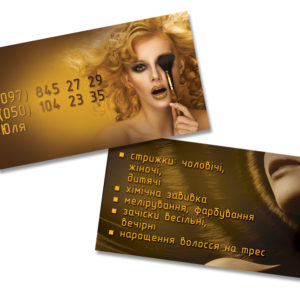 (097) 845 27 29
(050) 104 23 35
Юля
стрижки: чоловічі,
жіночі,
дитячі
хімічна завивка
мелірування, фарбування
зачіски весільні,
вечірні
нарощення волосся на трес